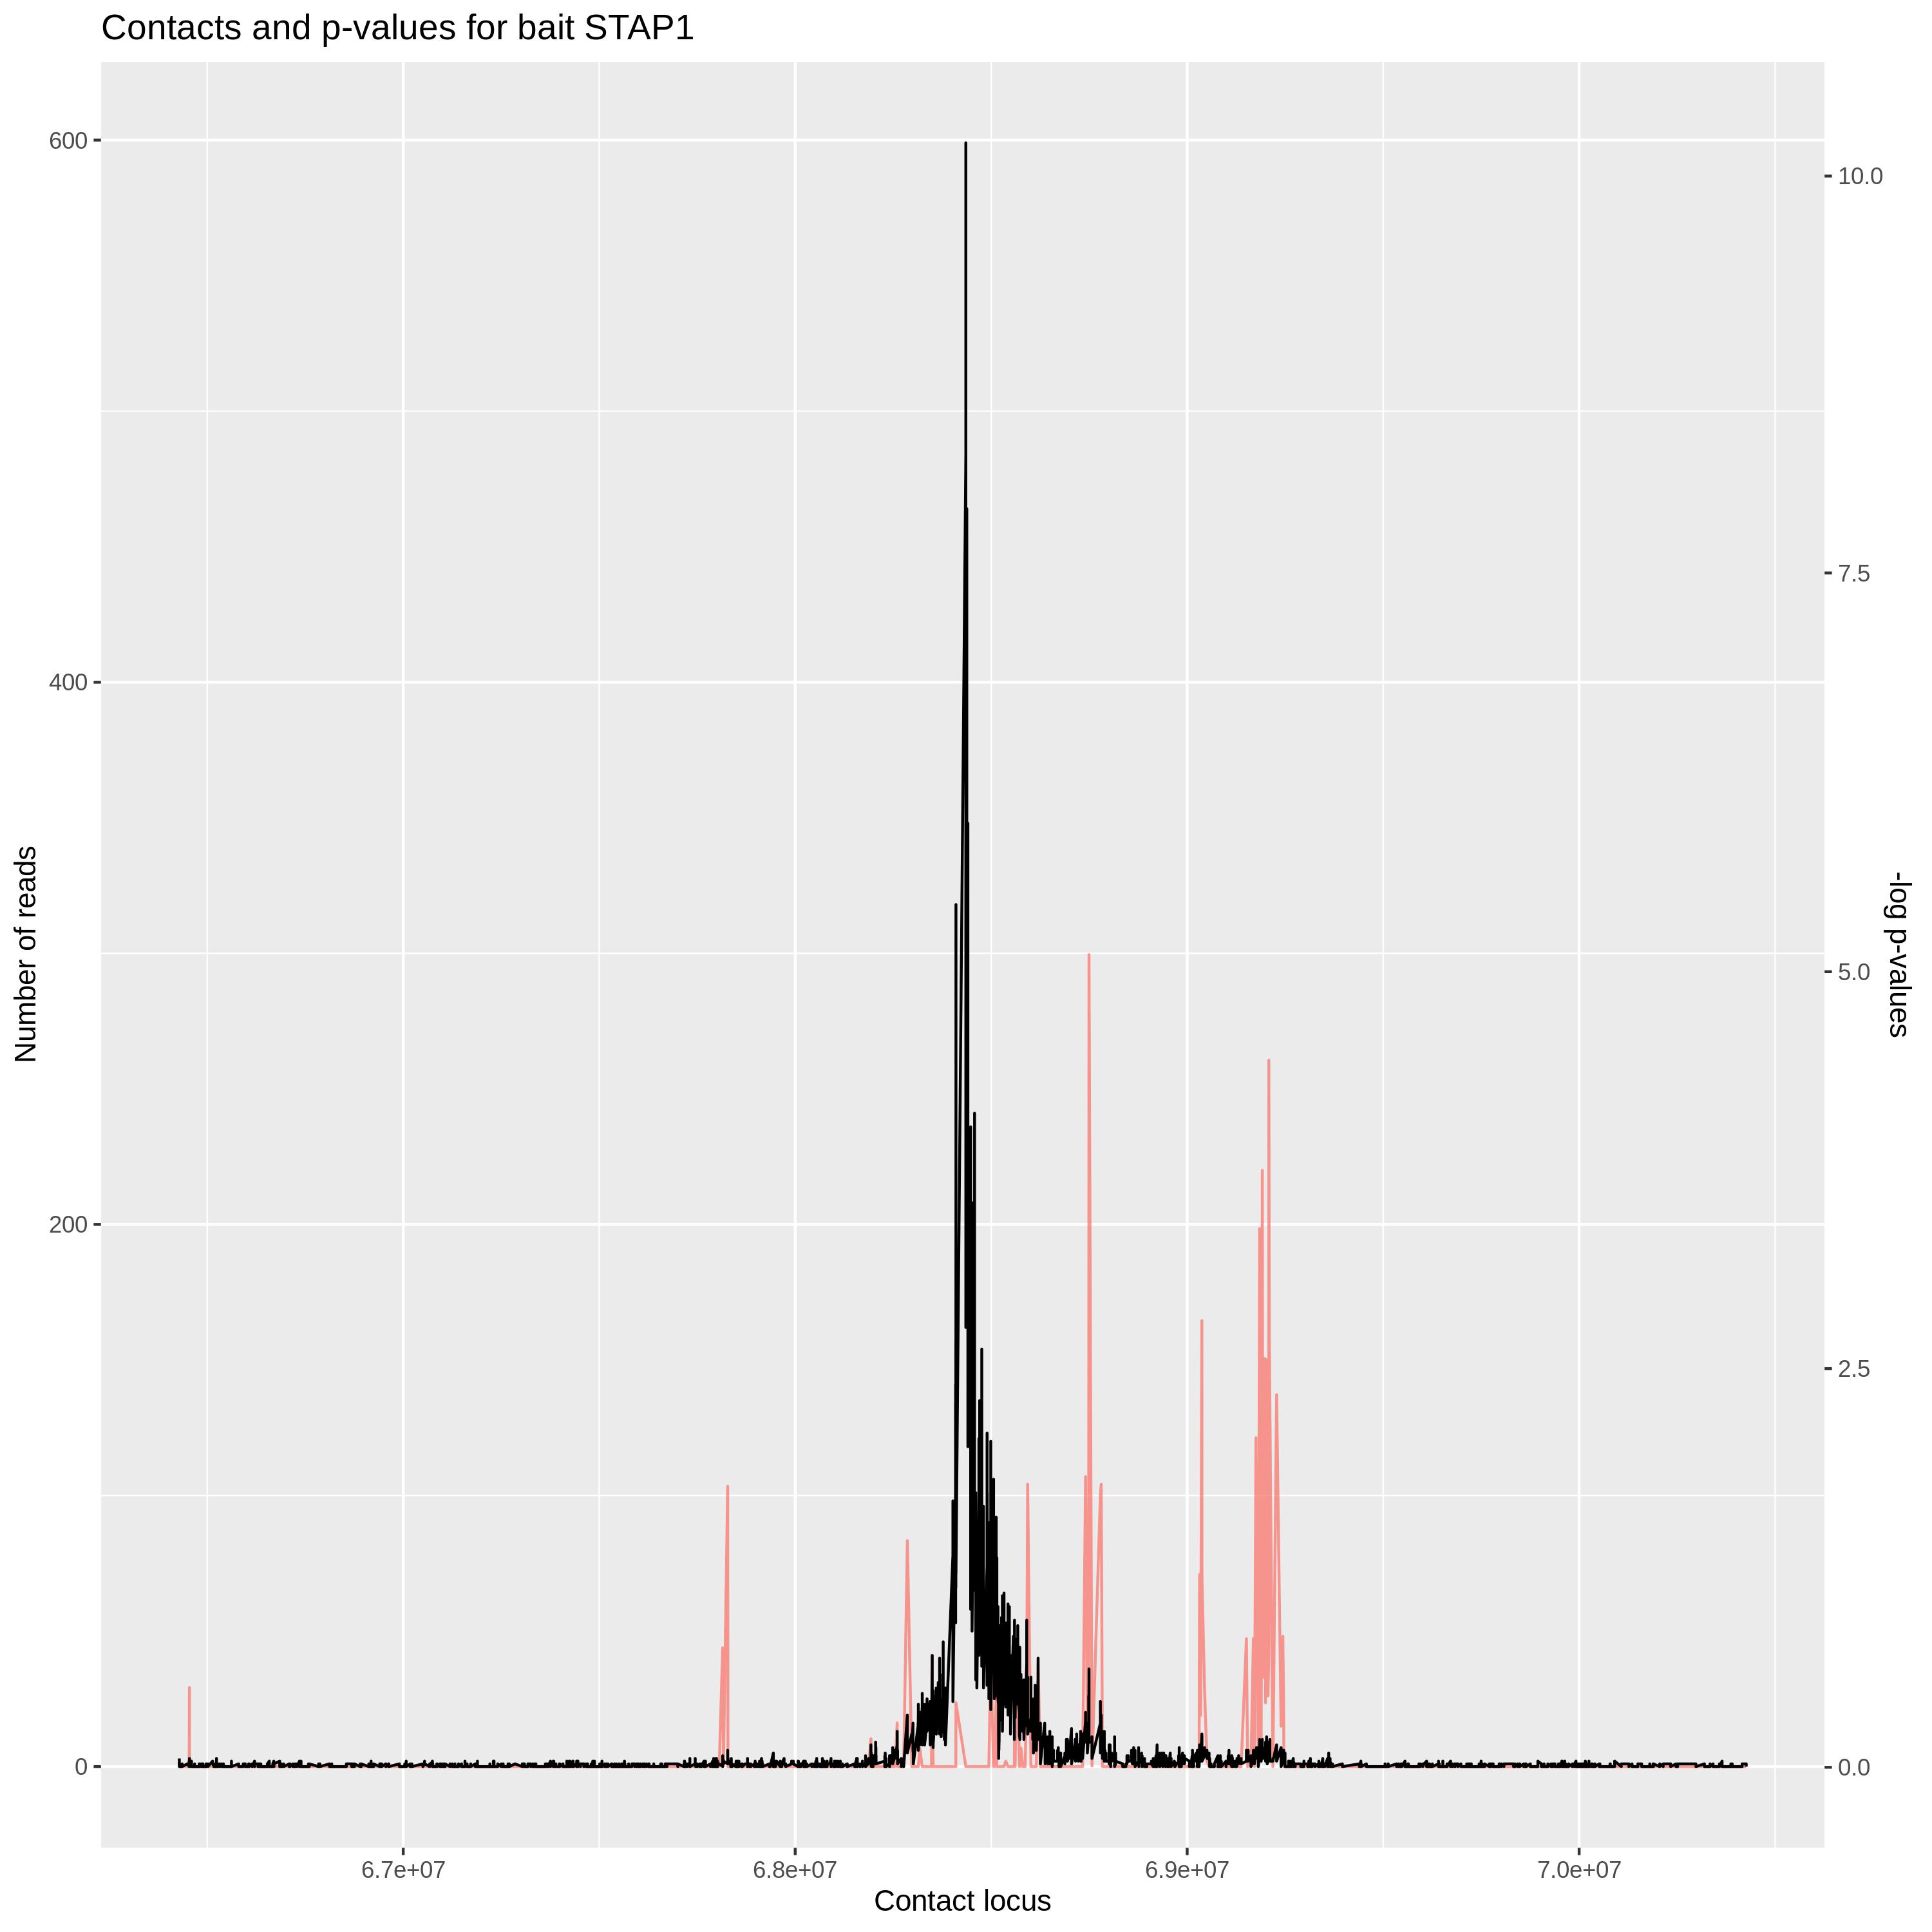 Contacts and p-values for bait STAP1
600
400
200
0
Number of reads
10.0
7.5
5.0
2.5
0.0
-log p-values
6.7e+07
6.8e+07
6.9e+07
7.0e+07
Contact locus